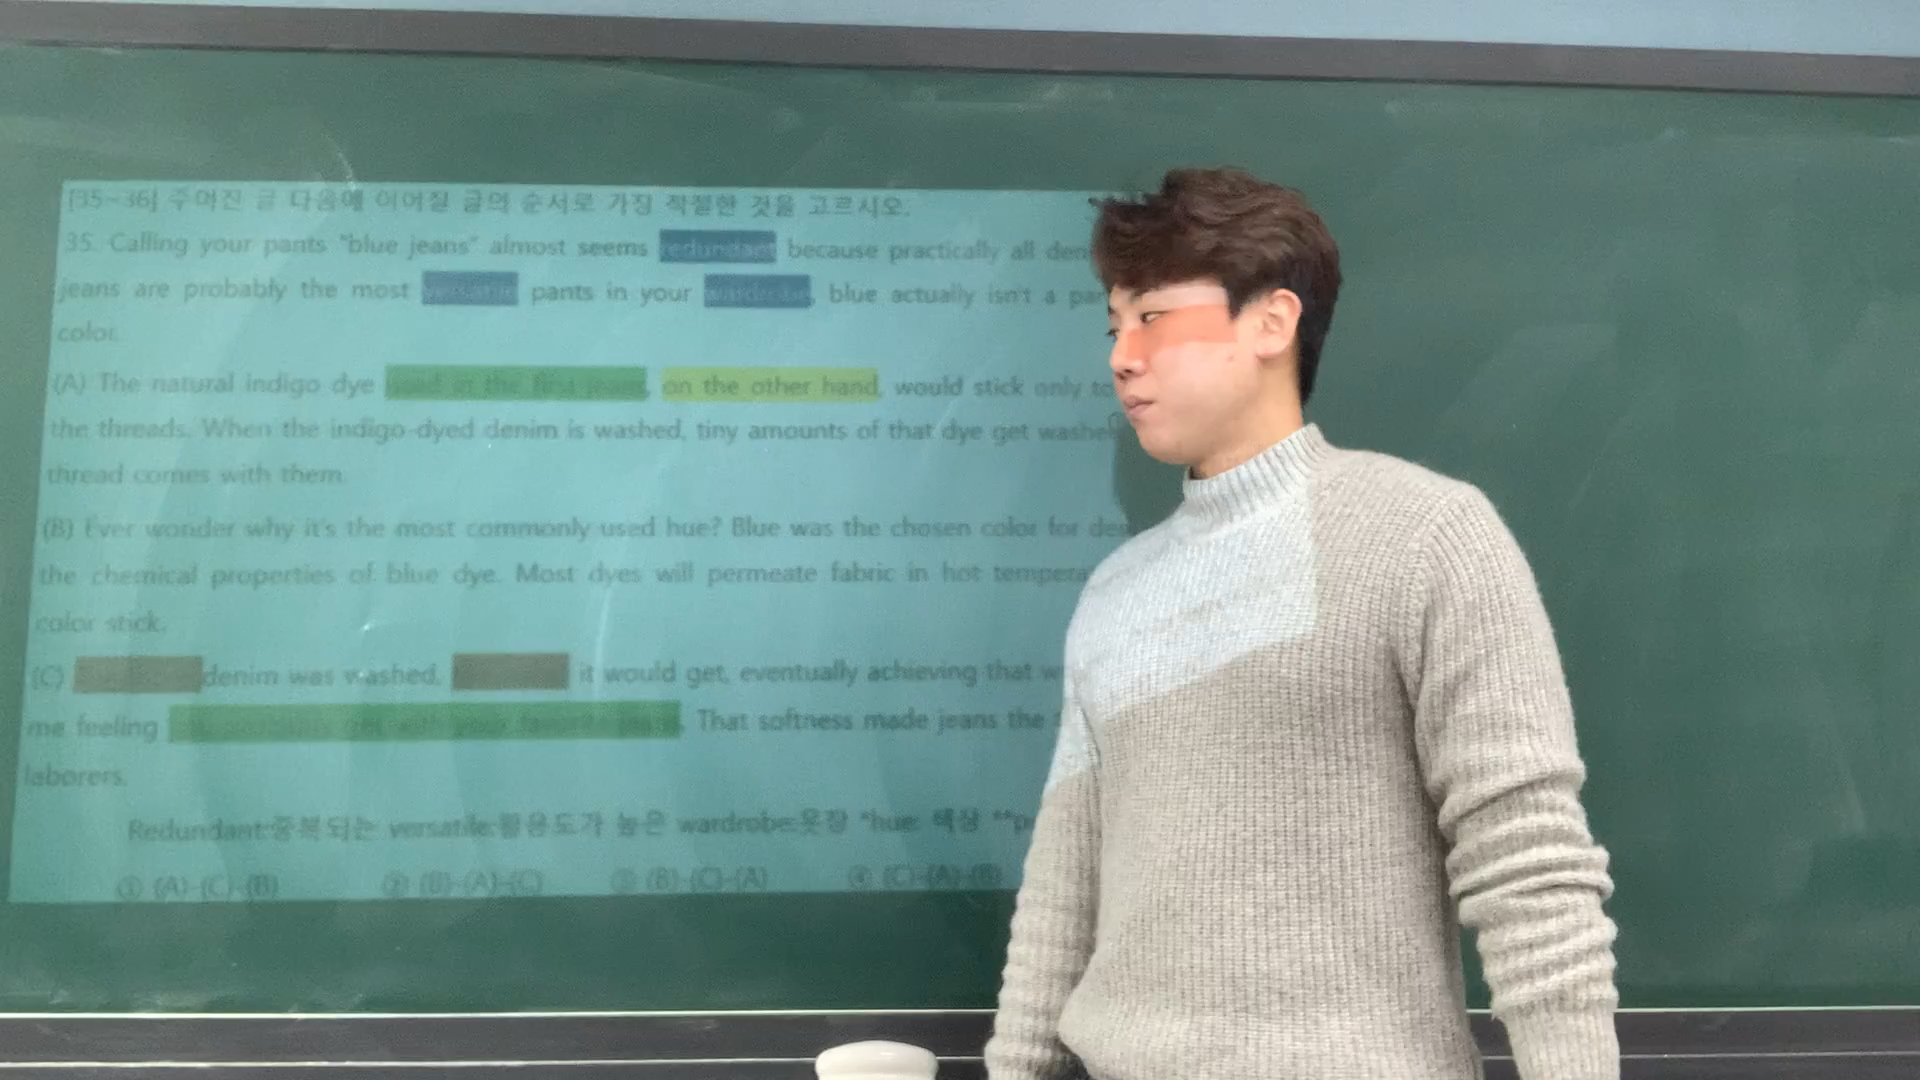 [35~36] 주어진 글 다음에 이어질 글의 순서로 가장 적절한 것을 고르시오.
35. Calling your pants "blue jeans" almost seems redundant because practically all den
jeans are probably the most versatile pants in your wardrobe, blue actually isn't a par
color.
(A) The natural indigo dye used in the first jeans, on the other hand, would stick only to
the threads. When the indigo-dyed denim is washed, tiny amounts of that dye get washed
thread comes with them.
(B) Ever wonder why it's the most commonly used hue? Blue was the chosen color for de
the chemical properties of blue dye. Most dyes will permeate fabric in hot tempera
color stick.
(C) denim was washed, it would get, eventually achieving that w
me feeling with your favorite jeans. That softness made jeans the
laborers.
Redundant:중복되는 versatile:활용도가 높은 wardrobe:옷장 *hue: 색상 **p
① (A)-(C)-(B) ② (B)-(A)-(C) ③ (B)-(C)-(A) ④ (C)-(A)-(B)